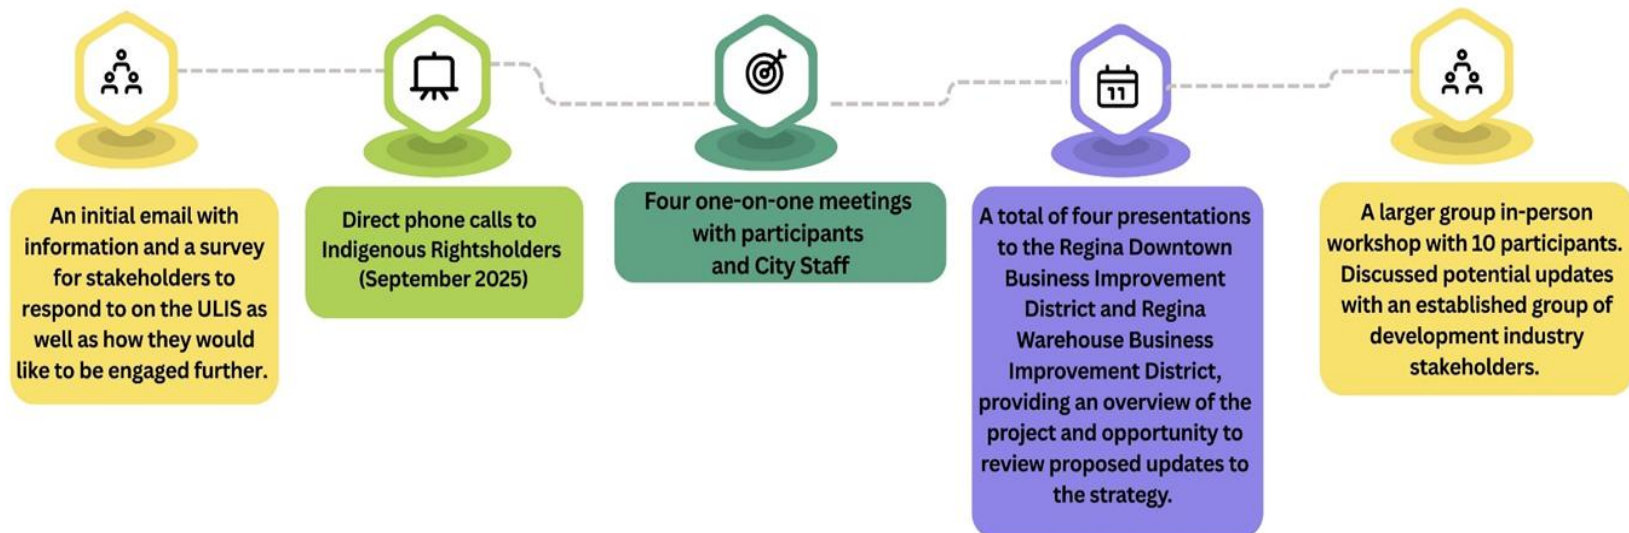 An initial email with
information and a survey
for stakeholders to
respond to on the ULIS as
well as how they would
like to be engaged further.
Direct phone calls to
Indigenous Rightsholders
(September 2025)
Four one-on-one meetings
with participants
and City Staff
11
A total of four presentations
to the Regina Downtown
Business Improvement
District and Regina
Warehouse Business
Improvement District,
providing an overview of the
project and opportunity to
review proposed updates to
the strategy.
A larger group in-person
workshop with 10 participants.
Discussed potential updates
with an established group of
development industry
stakeholders.